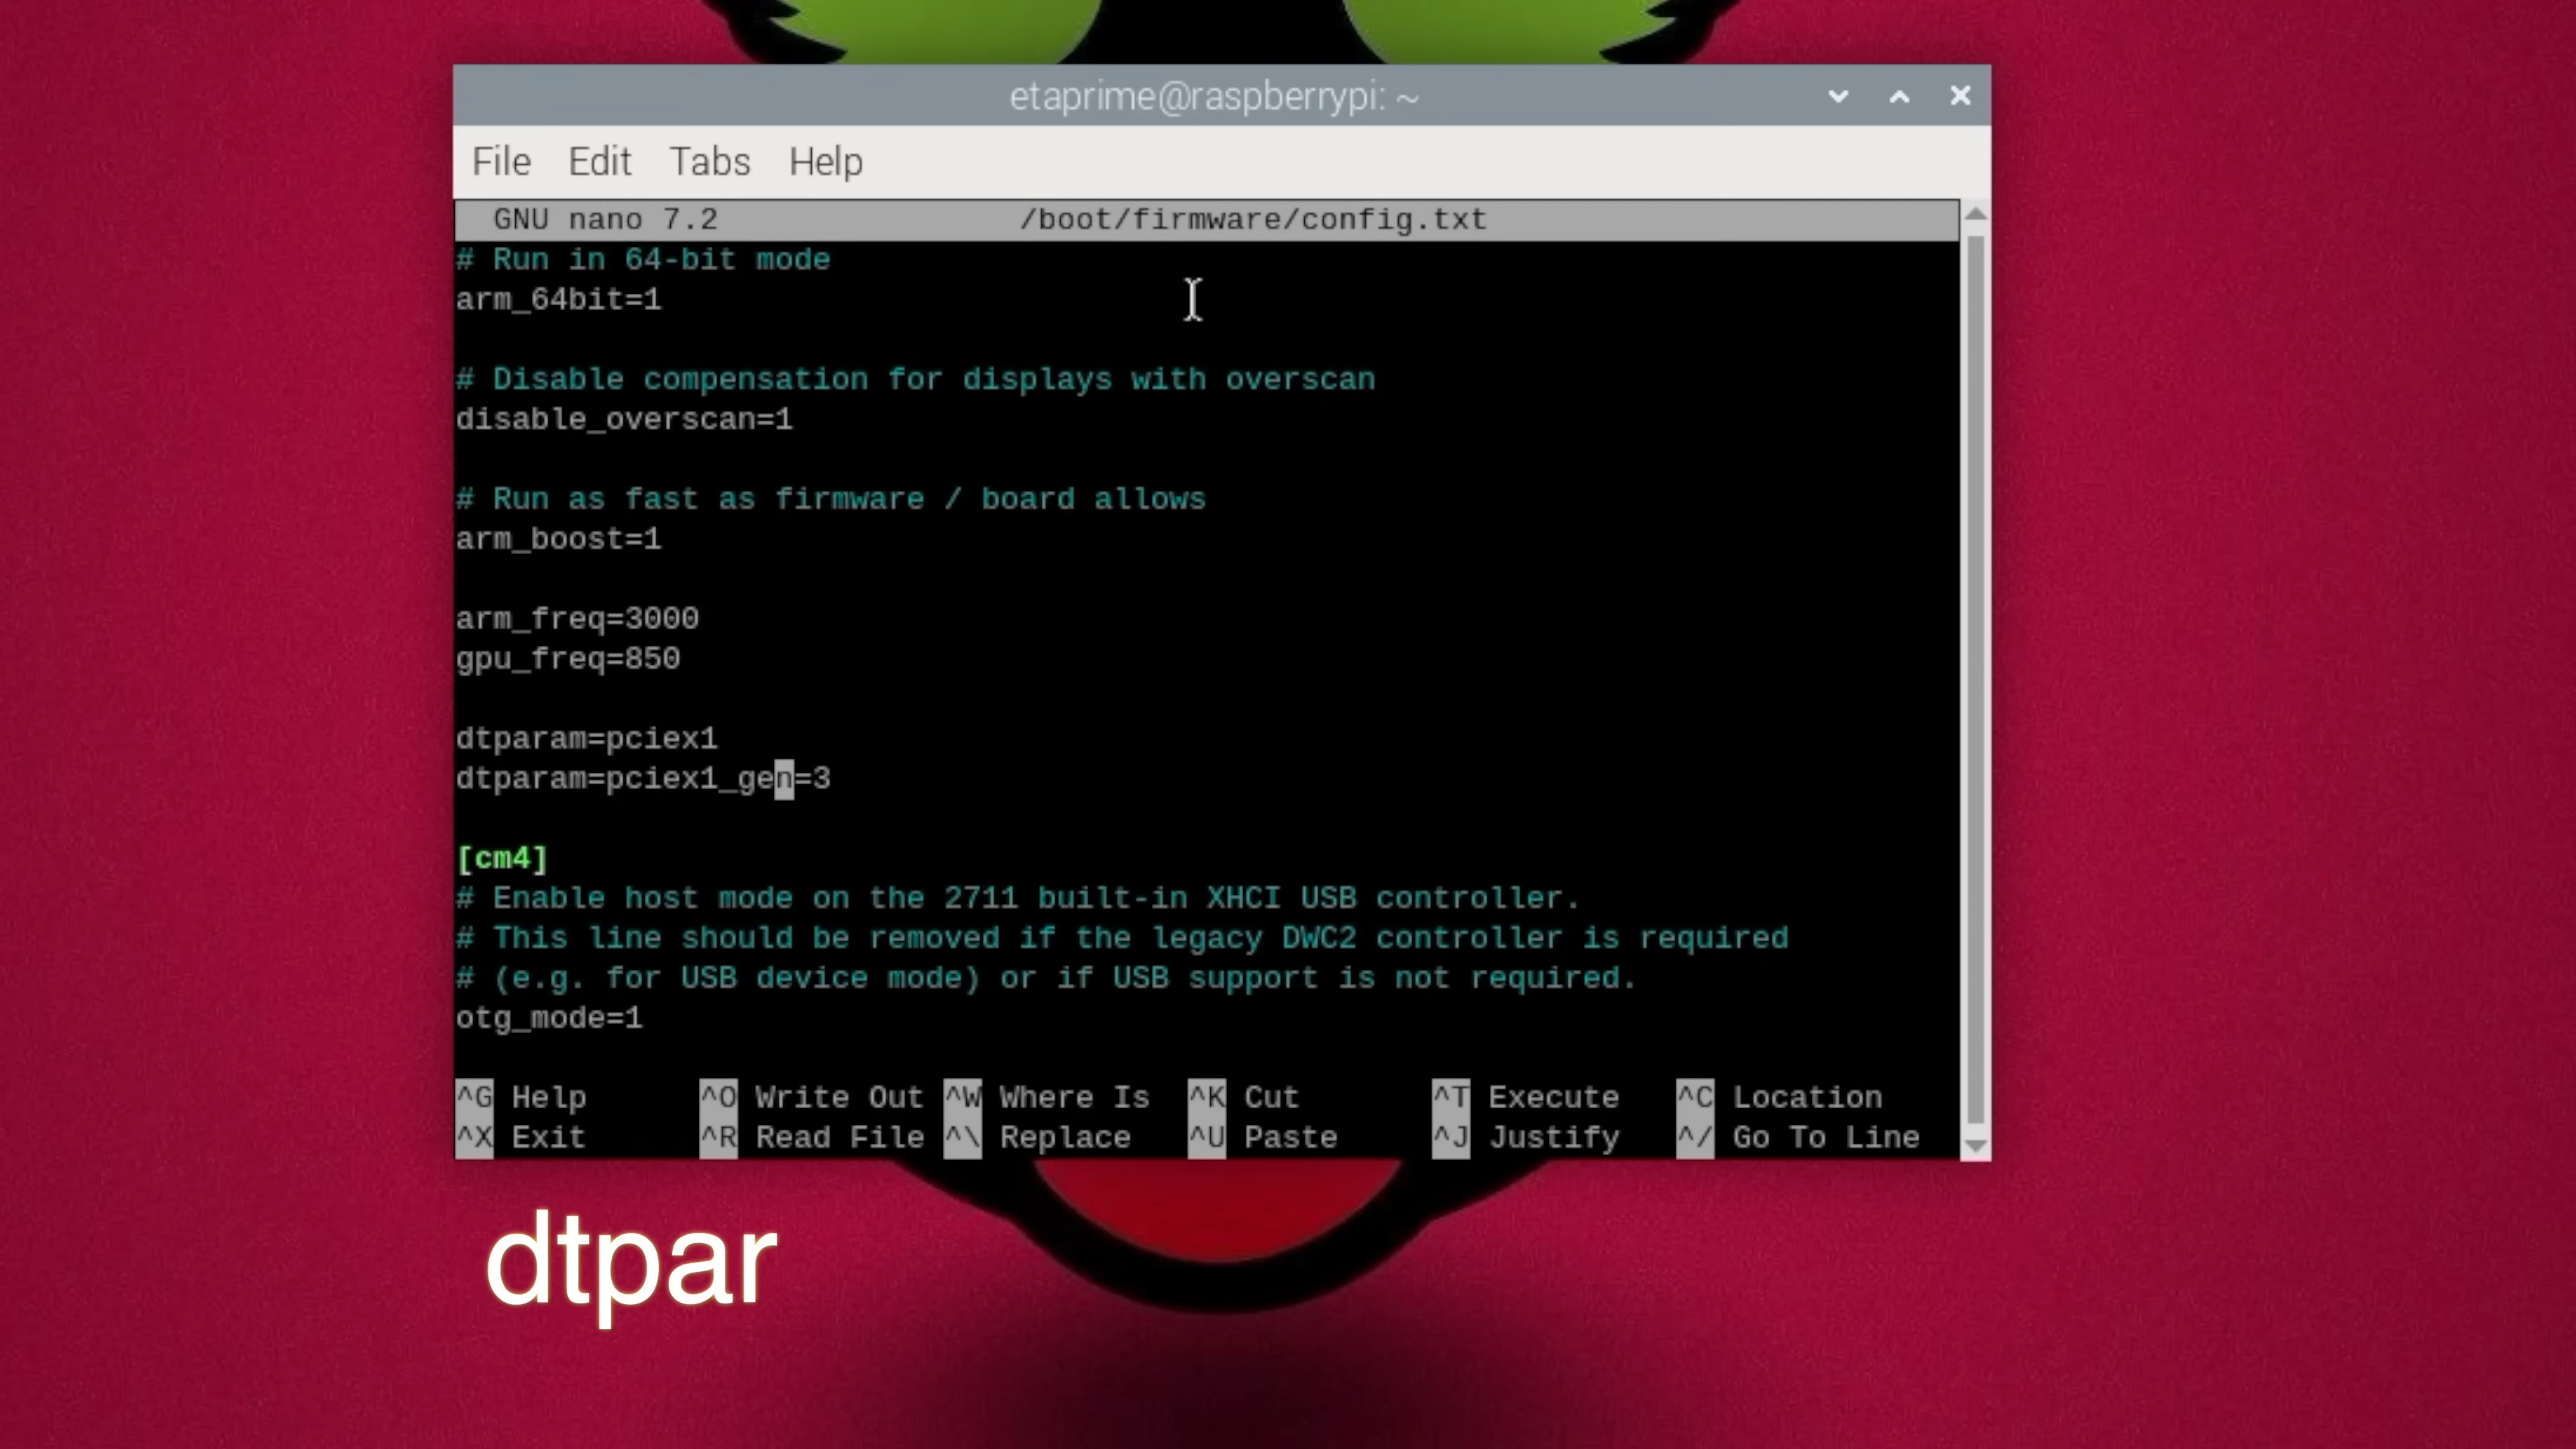 etaprime@raspberrypi: ~
File Edit Tabs Help
GNU nano 7.2 /boot/firmware/config.txt
# Run in 64-bit mode
arm_64bit=1
# Disable compensation for displays with overscan
disable_overscan=1
# Run as fast as firmware / board allows
arm_boost=1
arm_freq=3000
gpu_freq=850
dtparam=pciex1
dtparam=pciex1_gen=3
[cm4]
# Enable host mode on the 2711 built-in XHCI USB controller.
# This line should be removed if the legacy DWC2 controller is required
# (e.g. for USB device mode) or if USB support is not required.
otg_mode=1
^G Help ^O Write Out ^W Where Is ^K Cut ^T Execute ^C Location
^X Exit ^R Read File ^\ Replace ^U Paste ^J Justify ^/ Go To Line
dtpar